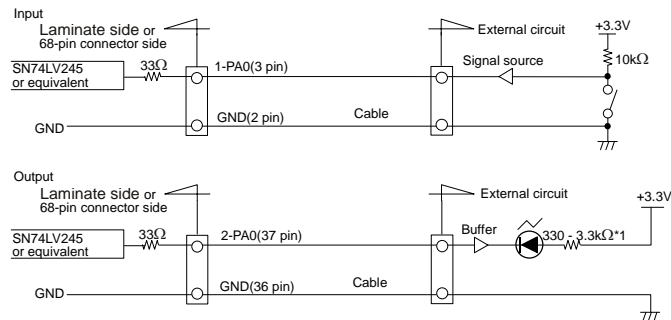 Input
Laminate side or
68-pin connector side
External circuit
+3.3V
SN74LV245
or equivalent
33Ω
1-PA0(3 pin)
Signal source
10kΩ
GND
GND(2 pin)
Cable
Output
Laminate side or
68-pin connector side
External circuit
+3.3V
SN74LV245
or equivalent
33Ω
2-PA0(37 pin)
Buffer
330 - 3.3kΩ*1
GND
GND(36 pin)
Cable